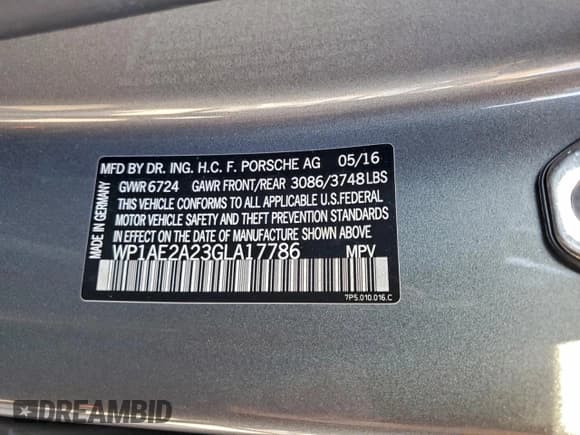 MFD BY DR. ING. H.C. F. PORSCHE AG 05/16
GVWR 6724 GAWR FRONT/REAR 3086/3748 LBS
THIS VEHICLE CONFORMS TO ALL APPLICABLE U.S.FEDERAL
MOTOR VEHICLE SAFETY AND THEFT PREVENTION STANDARDS
IN EFFECT ON THE DATE OF MANUFACTURE SHOWN ABOVE
WP1AE2A23GLA17786 MPV
7P5.010.016.C
MADE IN GERMANY
DREAMBID